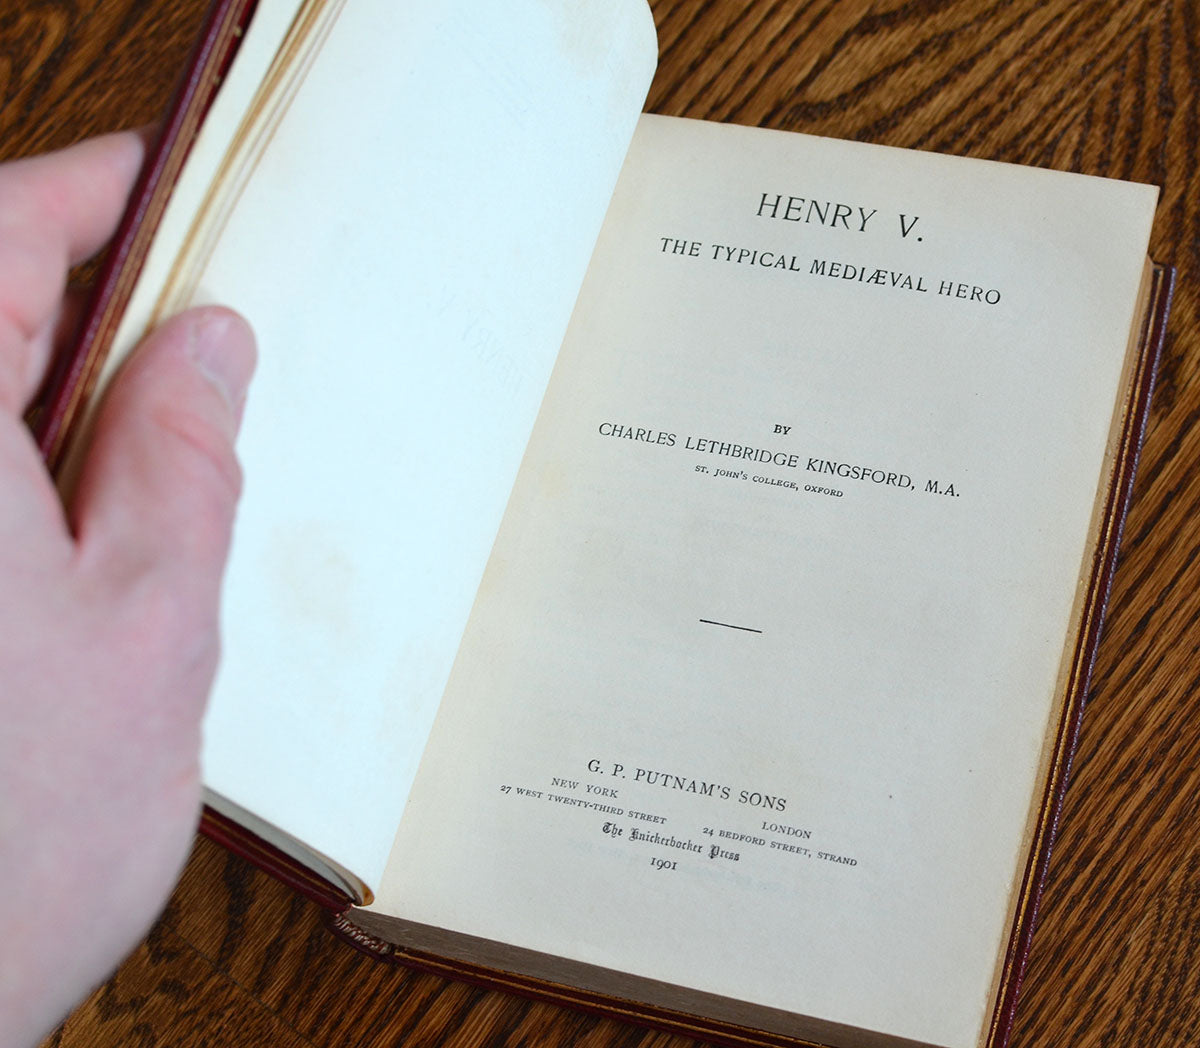 HENRY V.
THE TYPICAL MEDIÆVAL HERO
BY
CHARLES LETHBRIDGE KINGSFORD, M.A.
ST. JOHN'S COLLEGE, OXFORD
G. P. PUTNAM'S SONS
NEW YORK LONDON
27 WEST TWENTY-THIRD STREET 24 BEDFORD STREET, STRAND
The Knickerbocker Press
1901